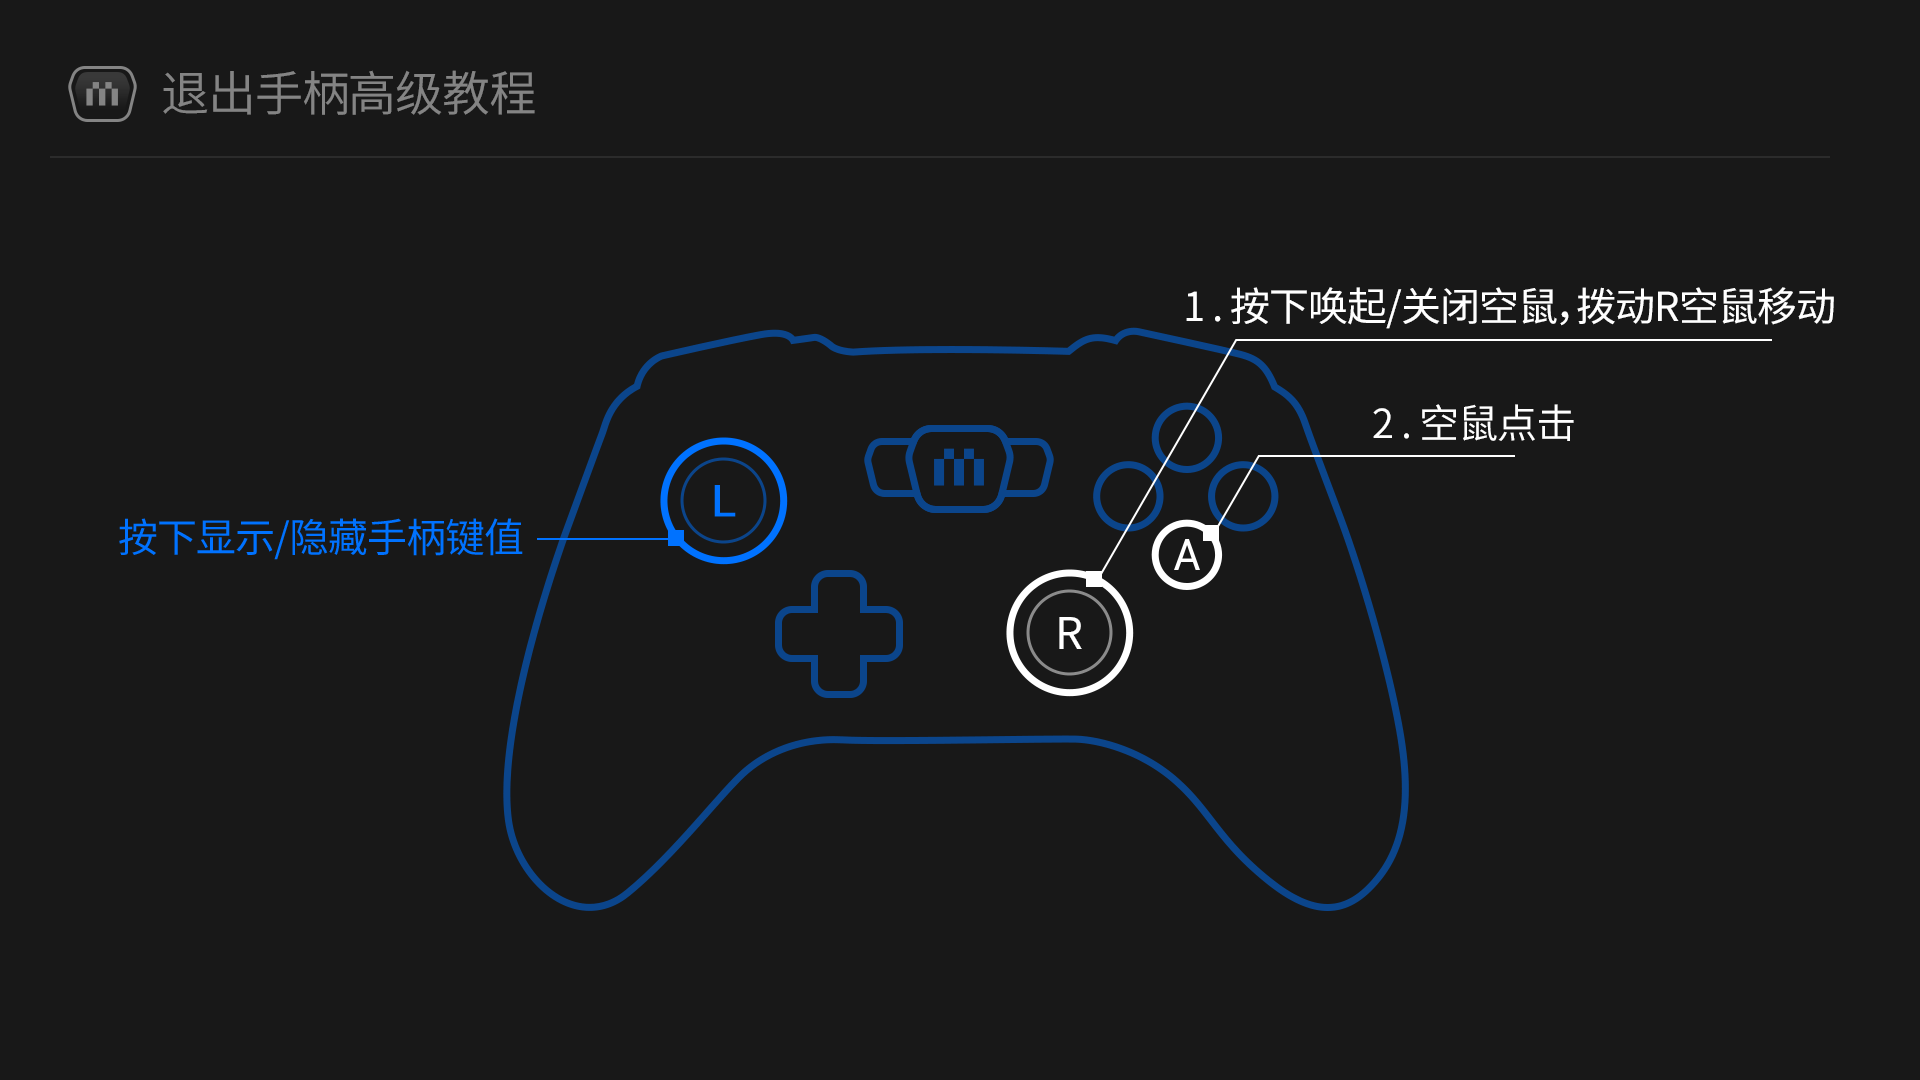 退出手柄高级教程
1.按下唤起/关闭空鼠,拨动R空鼠移动
2.空鼠点击
L
按下显示/隐藏手柄键值
A
R